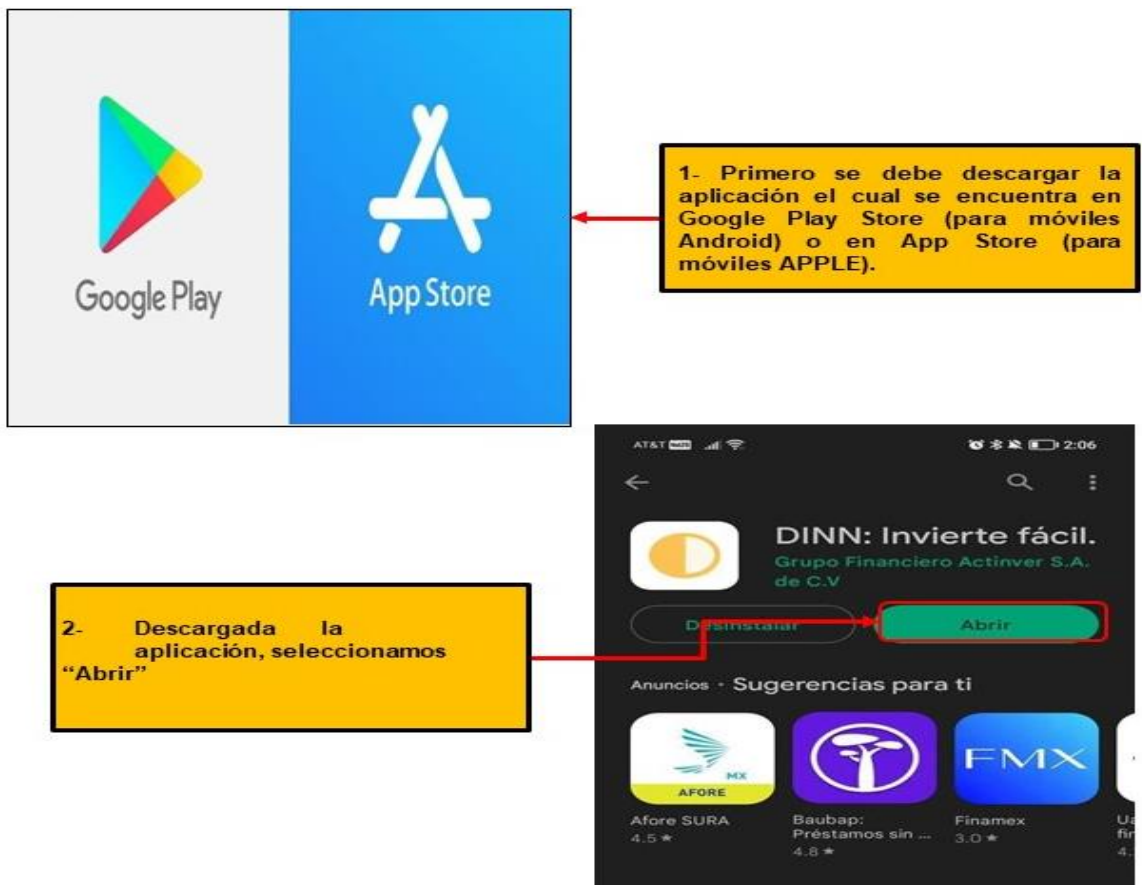 Google Play
App Store
1- Primero se debe descargar la
aplicación el cual se encuentra en
Google Play Store (para móviles
Android) o en App Store (para
móviles APPLE).
2- Descargada la
aplicación, seleccionamos
“Abrir”
AT&T 2:06
DINN: Invierte fácil.
Grupo Financiero Actinver S.A.
de C.V
Desinstalar
Abrir
Anuncios · Sugerencias para ti
MX
AFORE
FMX
Afore SURA
4.5 ★
Baubap:
Préstamos sin ...
4.8 ★
Finamex
3.0 ★
Ua
fin
4.